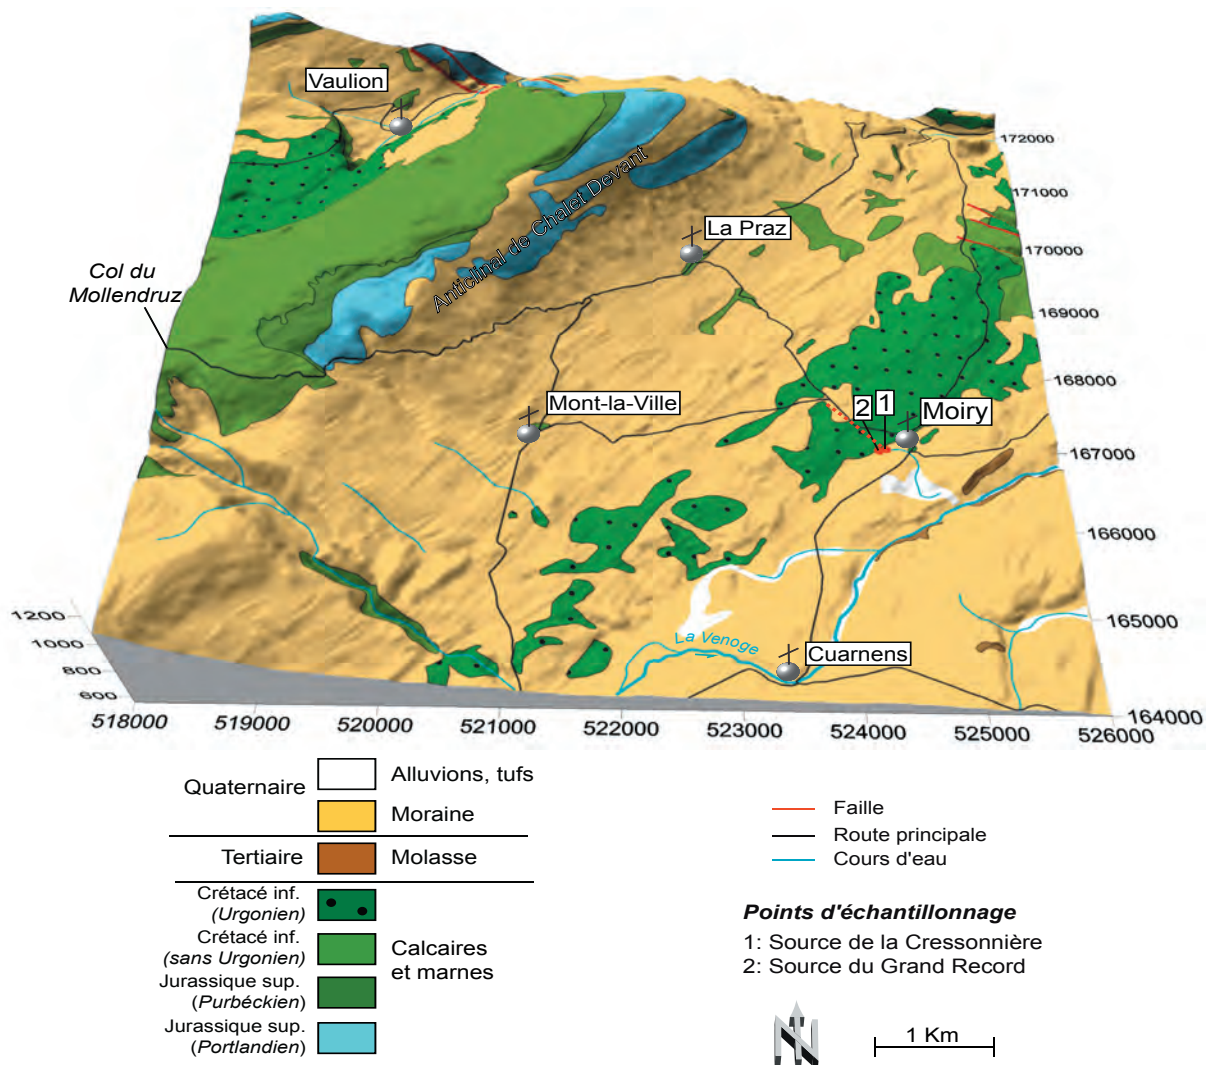 Vaulion
Anticlinal de Chalet Devant
La Praz
Col du
Mollendruz
Mont-la-Ville
2
1
Moiry
La Venoge
Cuarnens
172000
171000
170000
169000
168000
167000
166000
165000
164000
1200
1000
800
600
518000
519000
520000
521000
522000
523000
524000
525000
526000
Quaternaire
Alluvions, tufs
Moraine
Tertiaire
Molasse
Crétacé inf.
(Urgonien)
Crétacé inf.
(sans Urgonien)
Jurassique sup.
(Purbéckien)
Jurassique sup.
(Portlandien)
Calcaires
et marnes
Faille
Route principale
Cours d'eau
Points d'échantillonnage
1: Source de la Cressonnière
2: Source du Grand Record
N
1 Km